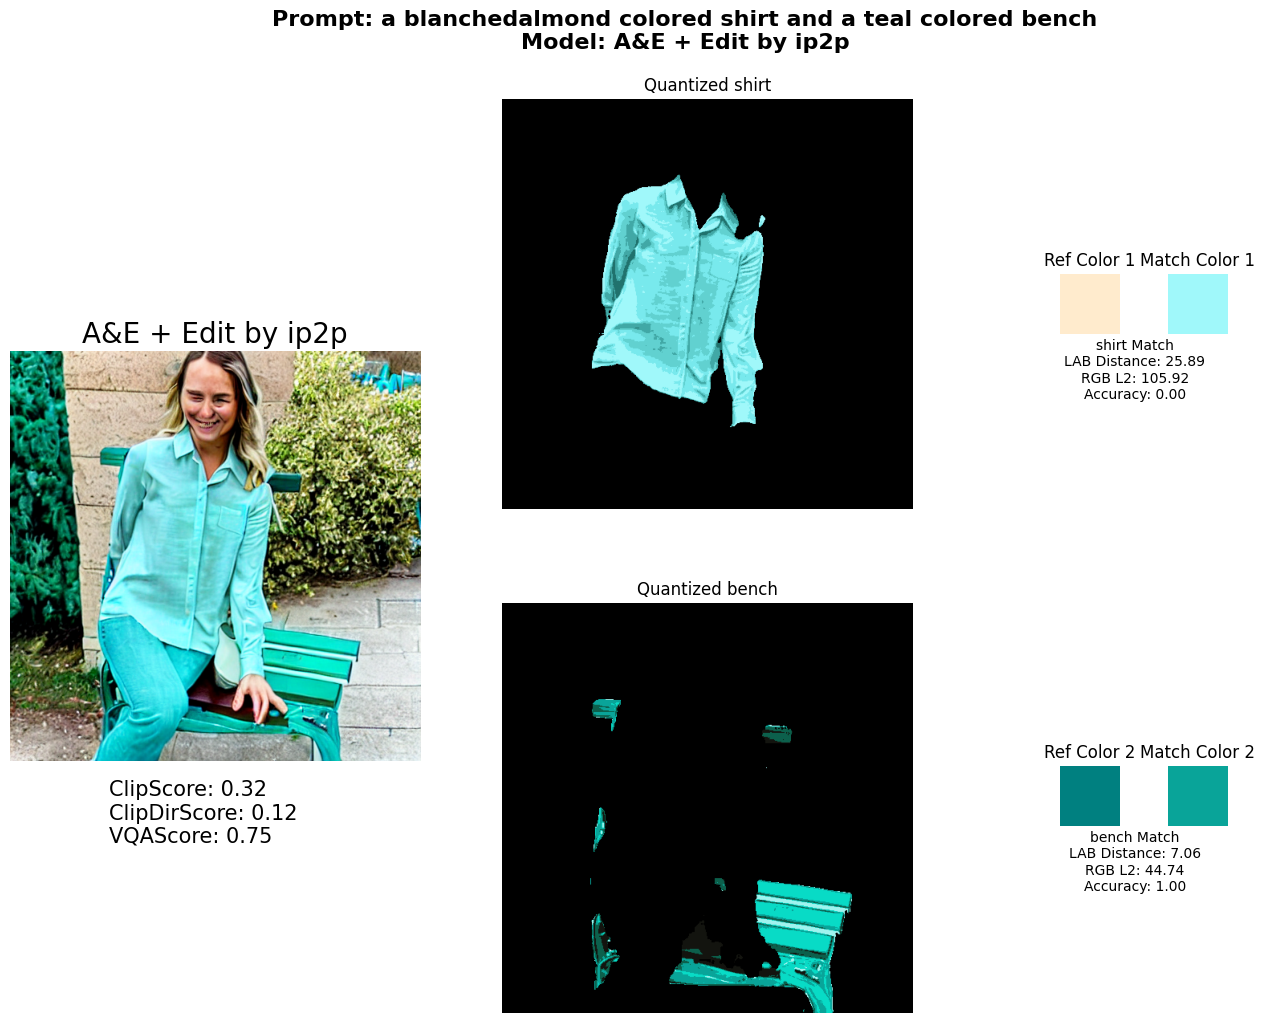 Prompt: a blanchedalmond colored shirt and a teal colored bench
Model: A&E + Edit by ip2p
Quantized shirt
Ref Color 1 Match Color 1
shirt Match
LAB Distance: 25.89
RGB L2: 105.92
Accuracy: 0.00
A&E + Edit by ip2p
ClipScore: 0.32
ClipDirScore: 0.12
VQAScore: 0.75
Quantized bench
Ref Color 2 Match Color 2
bench Match
LAB Distance: 7.06
RGB L2: 44.74
Accuracy: 1.00